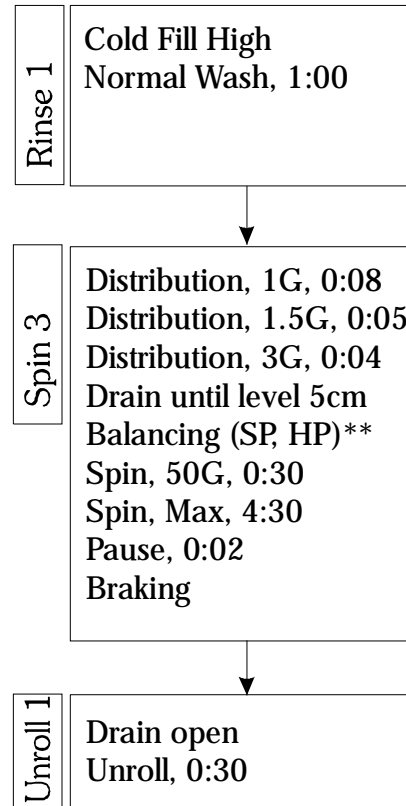 Rinse 1
Cold Fill High
Normal Wash, 1:00
Spin 3
Distribution, 1G, 0:08
Distribution, 1.5G, 0:05
Distribution, 3G, 0:04
Drain until level 5cm
Balancing (SP, HP)**
Spin, 50G, 0:30
Spin, Max, 4:30
Pause, 0:02
Braking
Unroll 1
Drain open
Unroll, 0:30